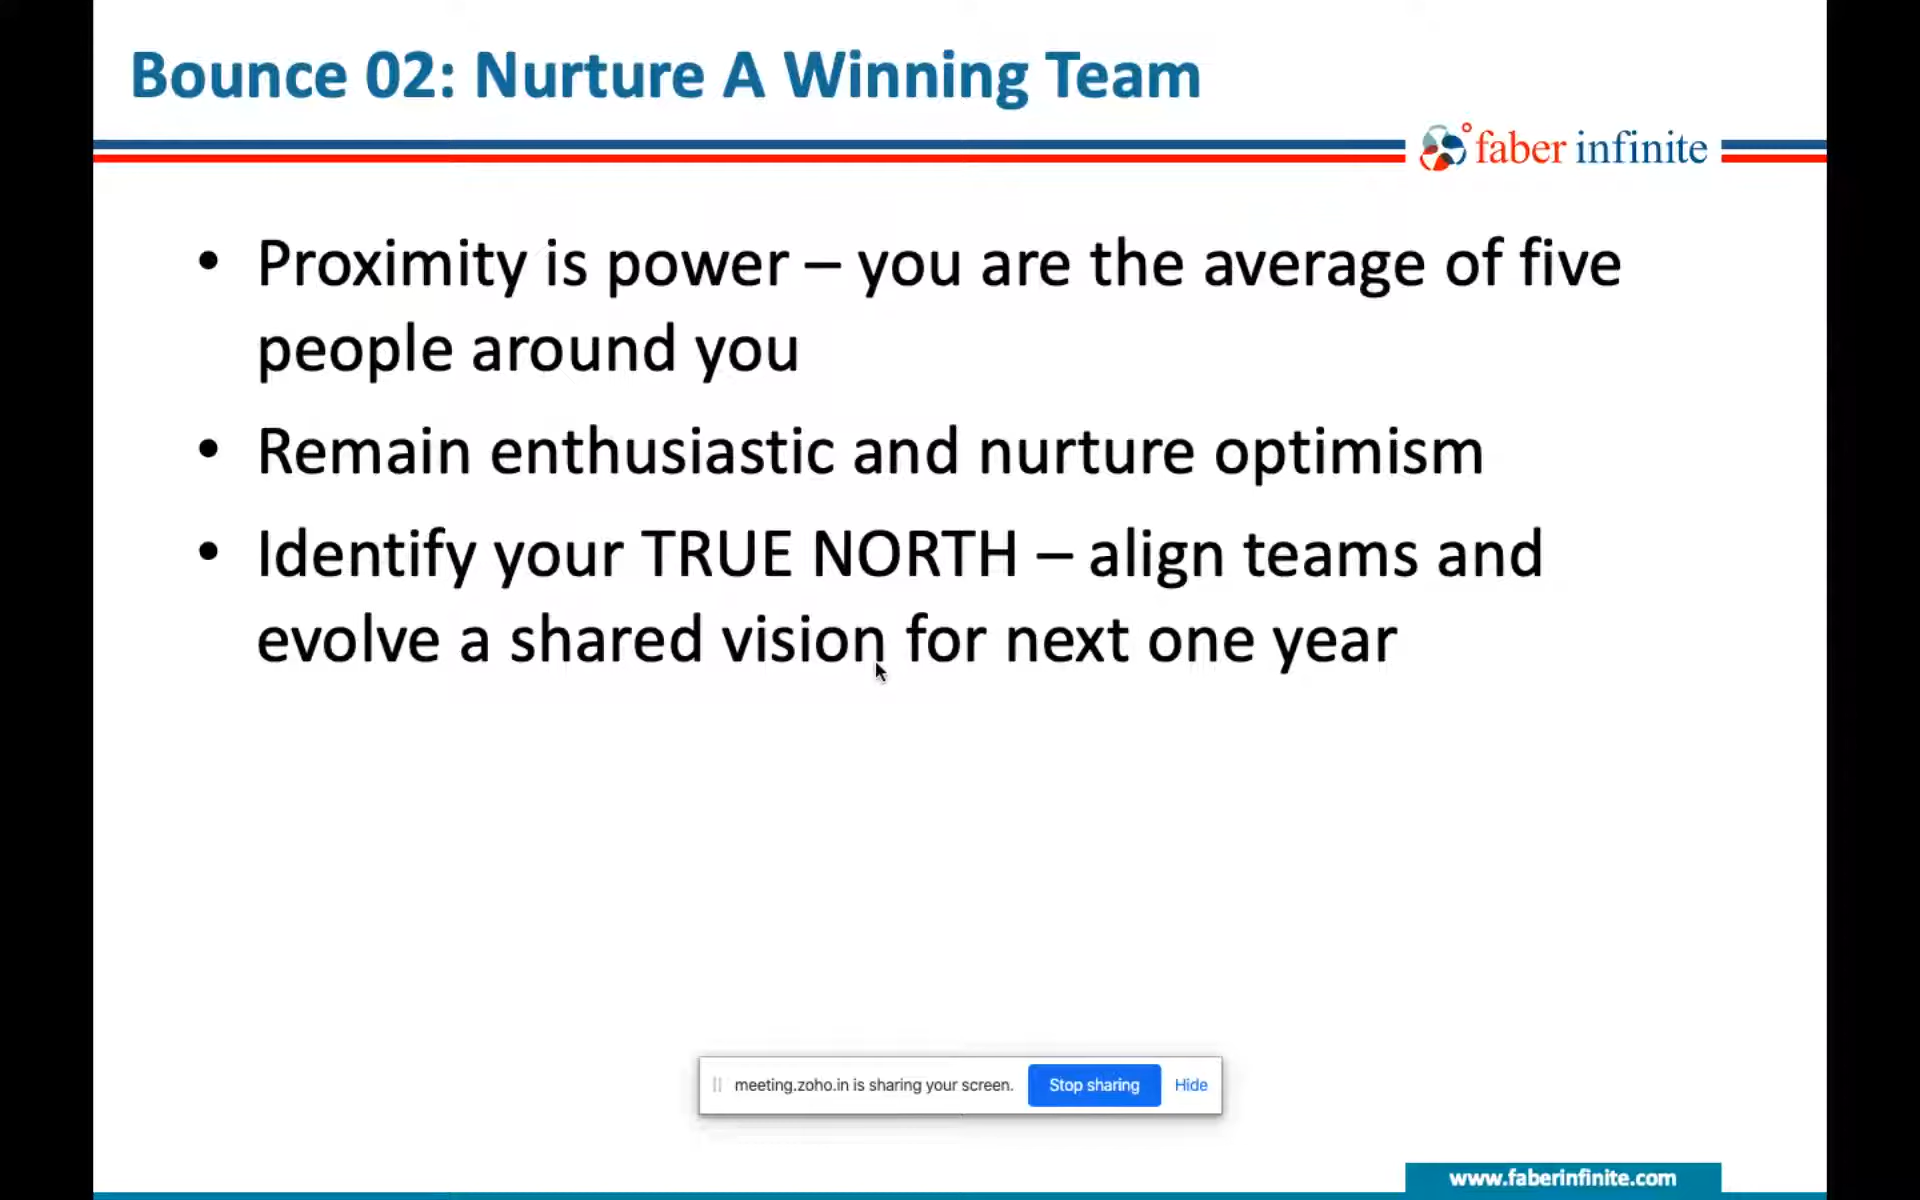 Bounce 02: Nurture A Winning Team
faber infinite
• Proximity is power – you are the average of five
people around you
• Remain enthusiastic and nurture optimism
• Identify your TRUE NORTH – align teams and
evolve a shared vision for next one year
meeting.zoho.in is sharing your screen. Stop sharing Hide
www.faberinfinite.com